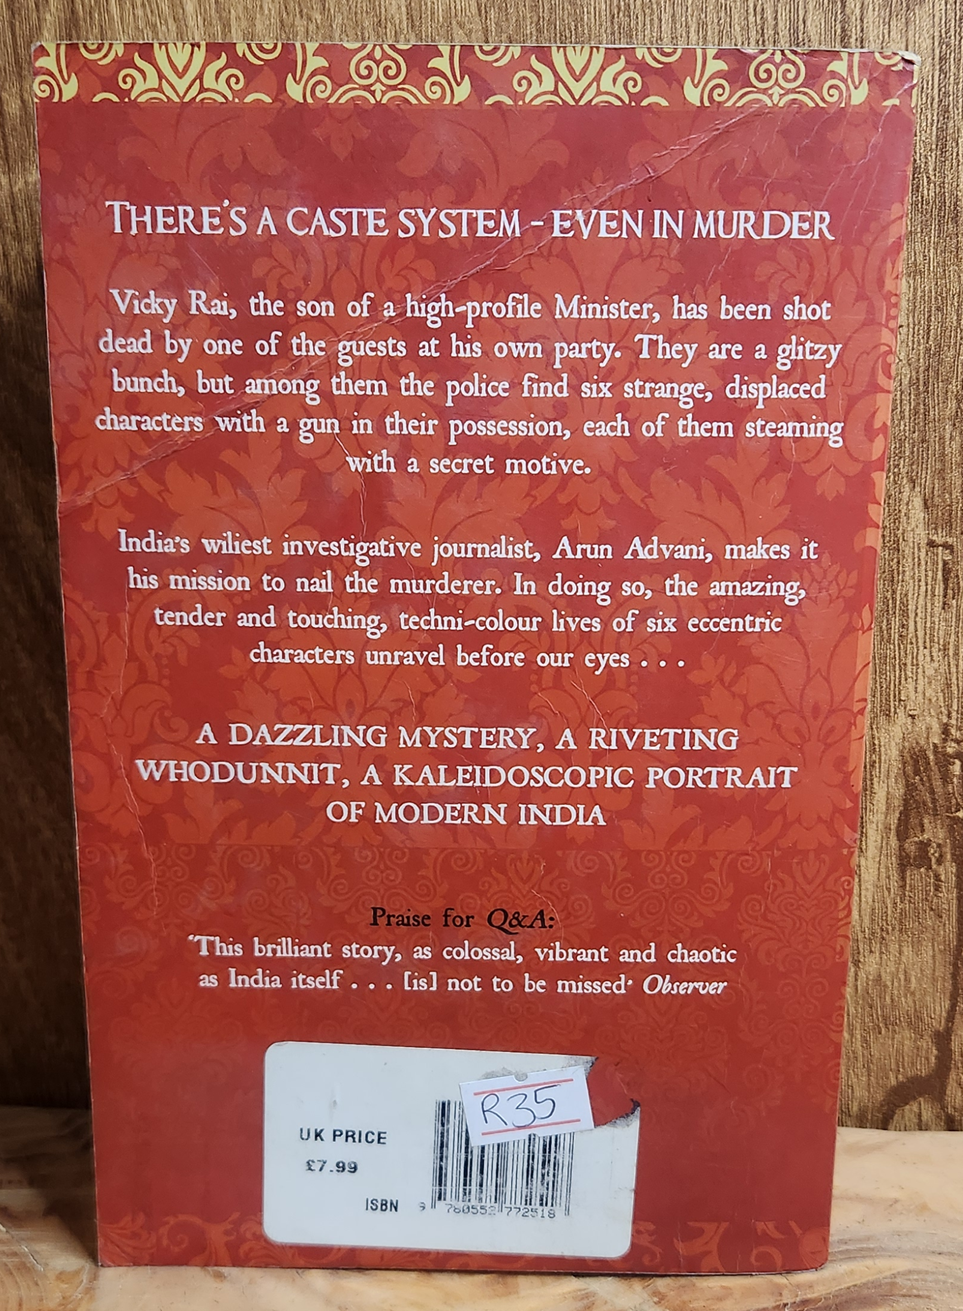 THERE'S A CASTE SYSTEM – EVEN IN MURDER
Vicky Rai, the son of a high-profile Minister, has been shot
dead by one of the guests at his own party. They are a glitzy
bunch, but among them the police find six strange, displaced
characters with a gun in their possession, each of them steaming
with a secret motive.
India's wiliest investigative journalist, Arun Advani, makes it
his mission to nail the murderer. In doing so, the amazing,
tender and touching, techni-colour lives of six eccentric
characters unravel before our eyes . . .
A DAZZLING MYSTERY, A RIVETING
WHODUNNIT, A KALEIDOSCOPIC PORTRAIT
OF MODERN INDIA
Praise for Q&A:
'This brilliant story, as colossal, vibrant and chaotic
as India itself . . . [is] not to be missed' Observer
R35
UK PRICE
£7.99
ISBN 9 780552 772518